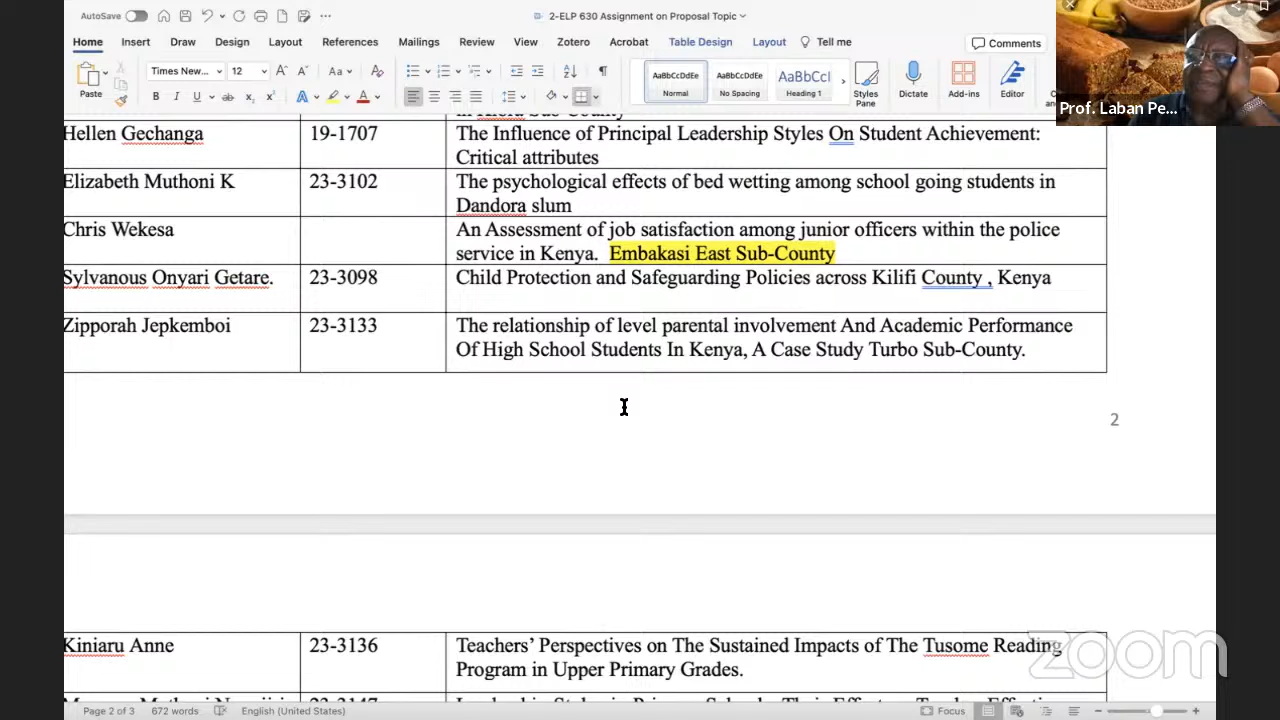 AutoSave
2-ELP 630 Assignment on Proposal Topic
Home Insert Draw Design Layout References Mailings Review View Zotero Acrobat Table Design Layout Tell me
Comments
Paste
Times New... 12
AaBbCcDdEe AaBbCcDdEe AaBbCcI
Normal No Spacing Heading 1
Styles Pane
Dictate
Add-ins
Editor
Prof. Laban Pe...
Hellen Gechanga 19-1707 The Influence of Principal Leadership Styles On Student Achievement:
Critical attributes
Elizabeth Muthoni K 23-3102 The psychological effects of bed wetting among school going students in
Dandora slum
Chris Wekesa An Assessment of job satisfaction among junior officers within the police
service in Kenya. Embakasi East Sub-County
Sylvanous Onyari Getare. 23-3098 Child Protection and Safeguarding Policies across Kilifi County , Kenya
Zipporah Jepkemboi 23-3133 The relationship of level parental involvement And Academic Performance
Of High School Students In Kenya, A Case Study Turbo Sub-County.
2
Kiniaru Anne 23-3136 Teachers' Perspectives on The Sustained Impacts of The Tusome Reading
Program in Upper Primary Grades.
zoom
Page 2 of 3 672 words English (United States) Focus